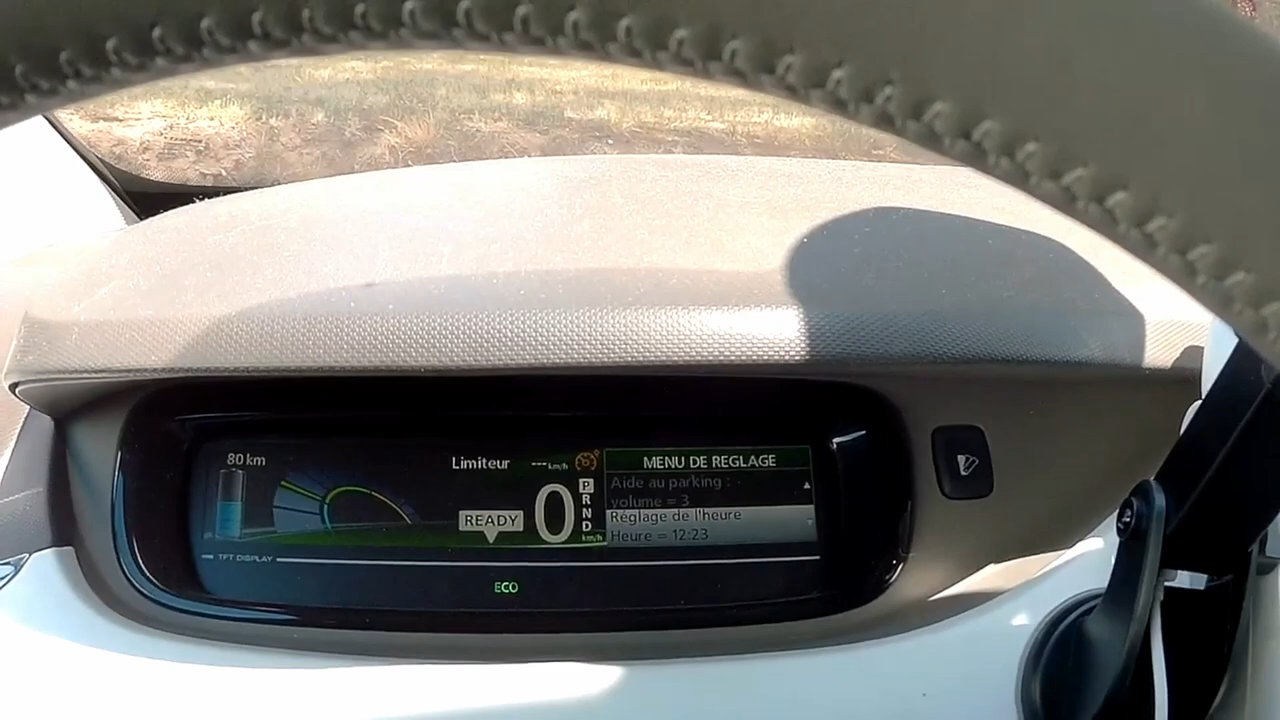 80 km
Limiteur ---km/h
READY
0
km/h
P
R
N
D
MENU DE REGLAGE
Aide au parking :
volume = 3
Réglage de l'heure
Heure = 12:23
TFT DISPLAY
ECO